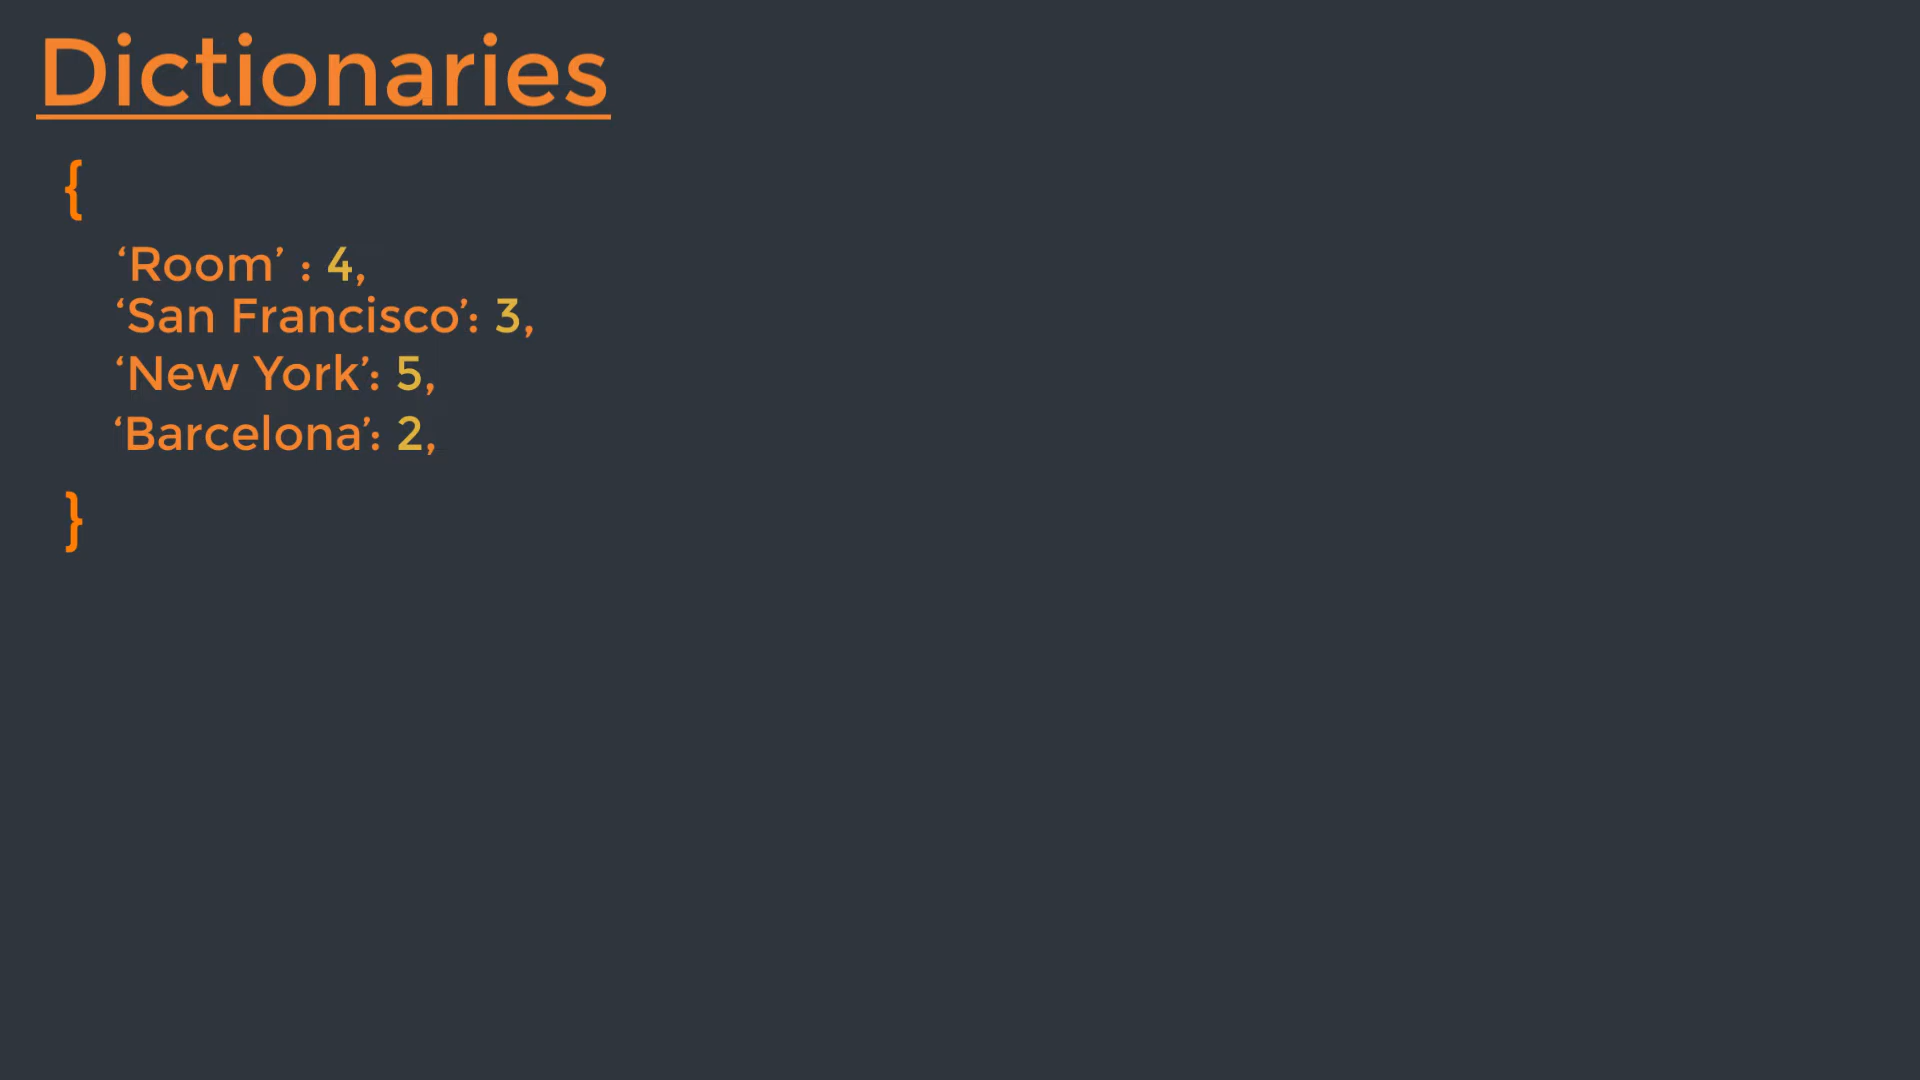 Dictionaries
{
‘Room’ : 4,
‘San Francisco’: 3,
‘New York’: 5,
‘Barcelona’: 2,
}